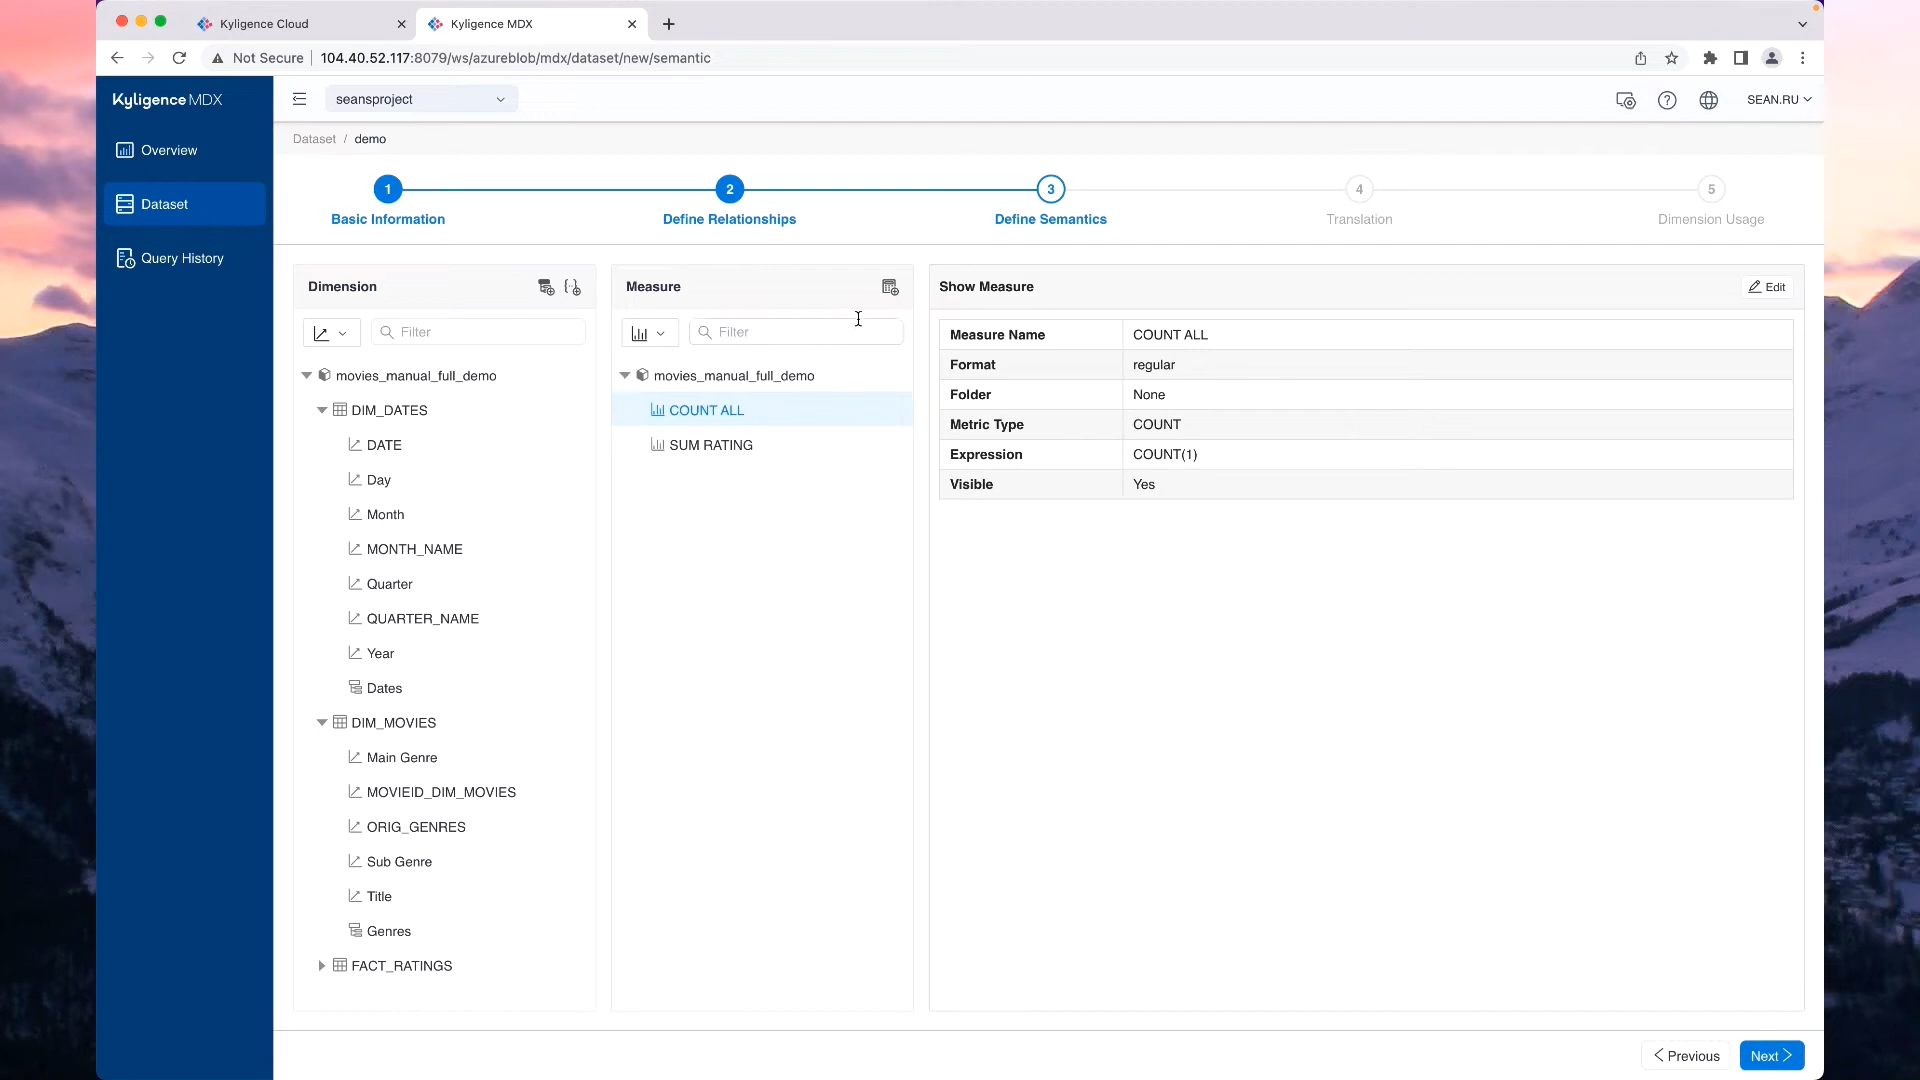 Kyligence Cloud
Kyligence MDX
Not Secure
104.40.52.117:8079/ws/azureblob/mdx/dataset/new/semantic
Kyligence MDX
seansproject
SEAN.RU
Overview
Dataset
Query History
Dataset / demo
1
2
3
4
5
Basic Information
Define Relationships
Define Semantics
Translation
Dimension Usage
Dimension
Filter
movies_manual_full_demo
DIM_DATES
DATE
Day
Month
MONTH_NAME
Quarter
QUARTER_NAME
Year
Dates
DIM_MOVIES
Main Genre
MOVIEID_DIM_MOVIES
ORIG_GENRES
Sub Genre
Title
Genres
FACT_RATINGS
Measure
Filter
movies_manual_full_demo
COUNT ALL
SUM RATING
Show Measure
Edit
Measure Name COUNT ALL
Format regular
Folder None
Metric Type COUNT
Expression COUNT(1)
Visible Yes
Previous
Next